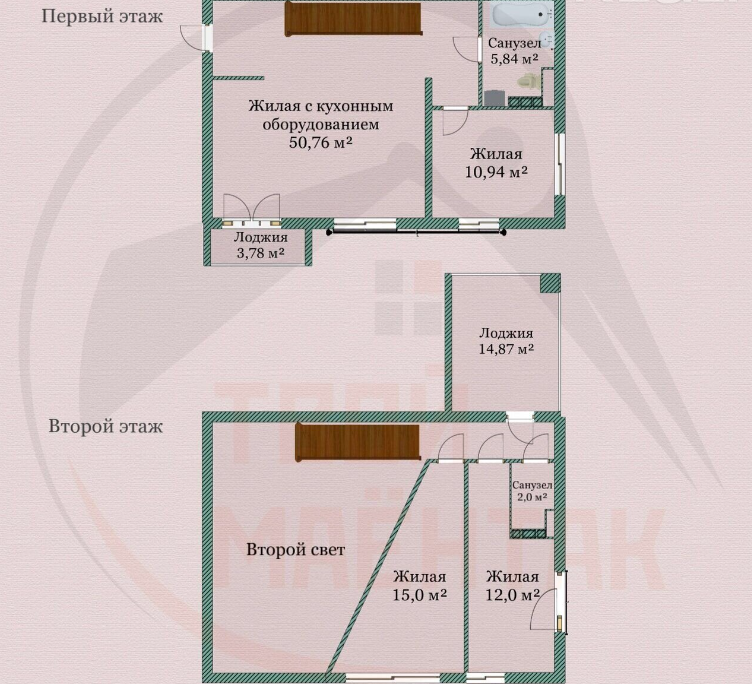 Первый этаж
Санузел
5,84 м²
Жилая с кухонным
оборудованием
50,76 м²
Жилая
10,94 м²
Лоджия
3,78 м²
Лоджия
14,87 м²
Второй этаж
Санузел
2,0 м²
Второй свет
Жилая
15,0 м²
Жилая
12,0 м²
ТВОЙ
МАЁНТАК